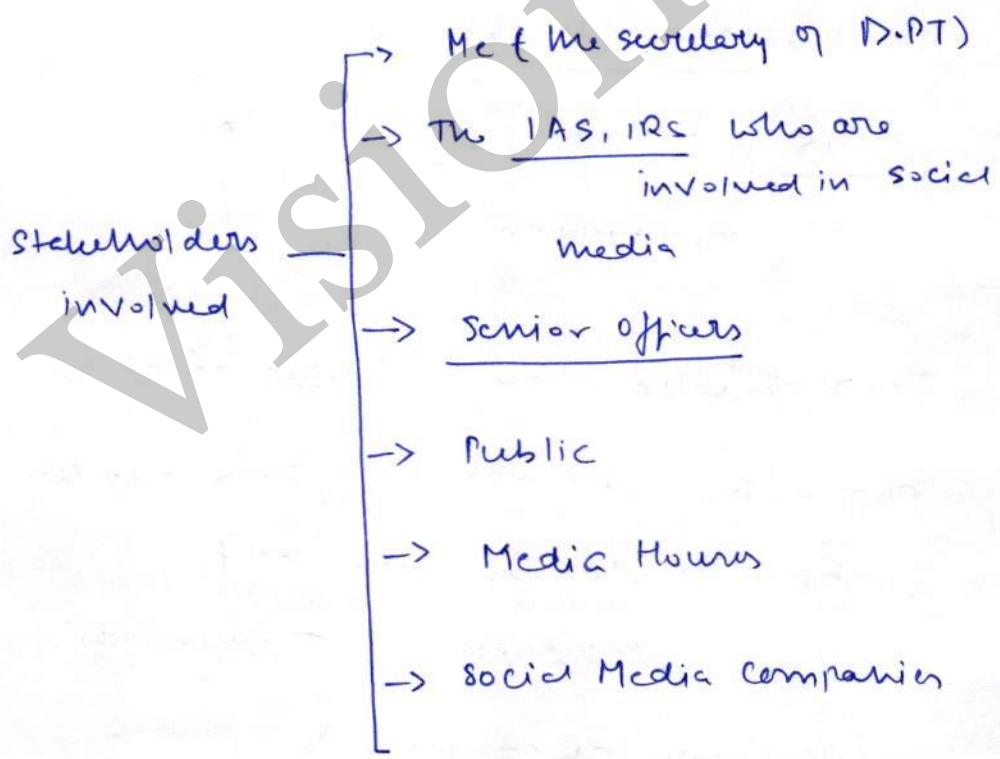 → Me (the secretary of D.PT)
→ The IAS, IRS who are
involved in social
media
Stakeholders
involved
→ Senior Officers
→ Public
→ Media Houses
→ Social Media Companies
Vision